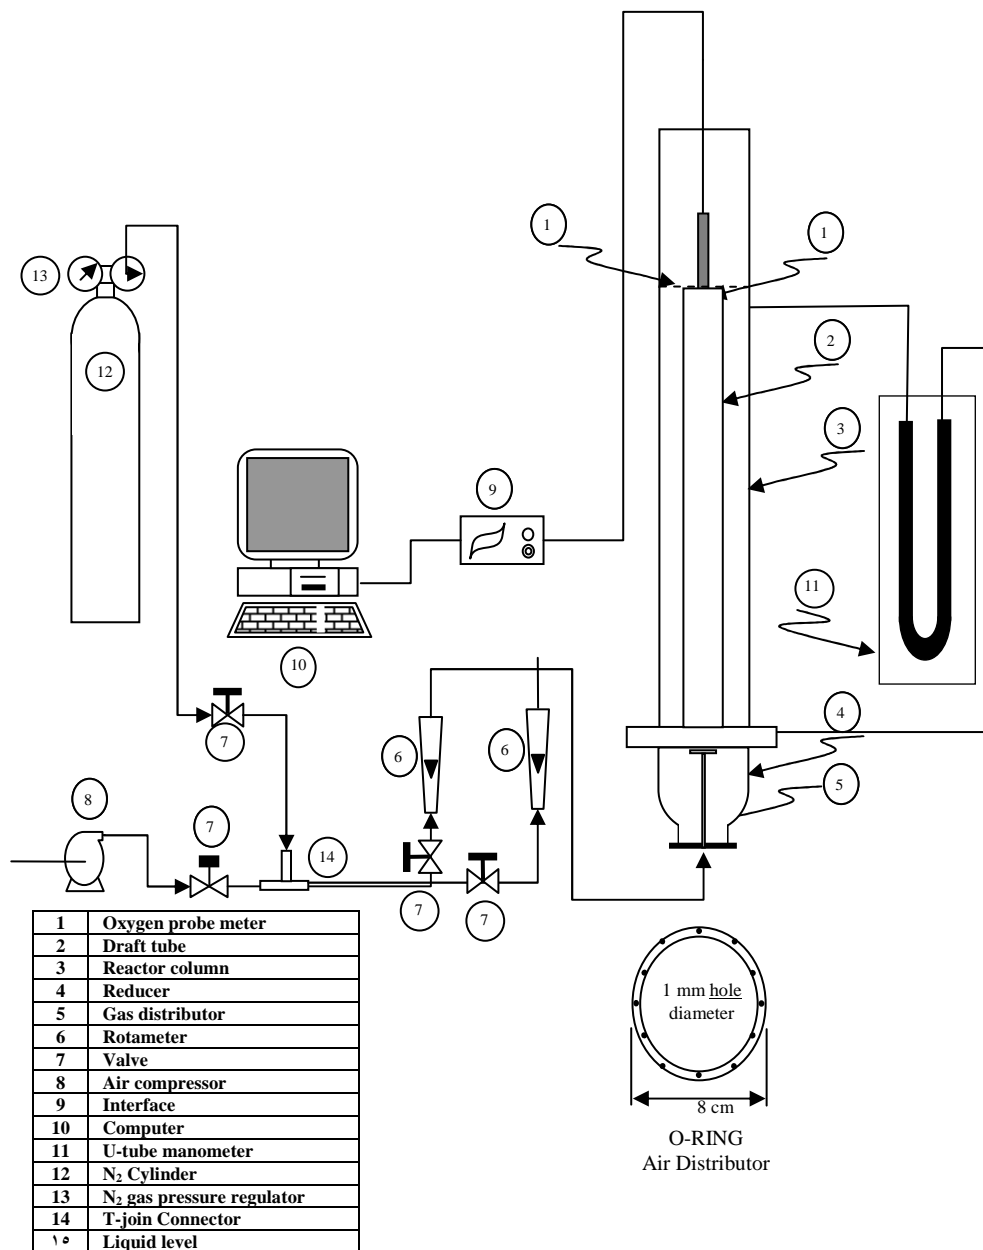 1
1
13
2
12
3
9
11
10
4
7
6
6
5
8
7
14
7
7
1 Oxygen probe meter
2 Draft tube
3 Reactor column
4 Reducer
5 Gas distributor
6 Rotameter
7 Valve
8 Air compressor
9 Interface
10 Computer
11 U-tube manometer
12 N₂ Cylinder
13 N₂ gas pressure regulator
14 T-join Connector
١٥ Liquid level
1 mm hole
diameter
8 cm
O-RING
Air Distributor